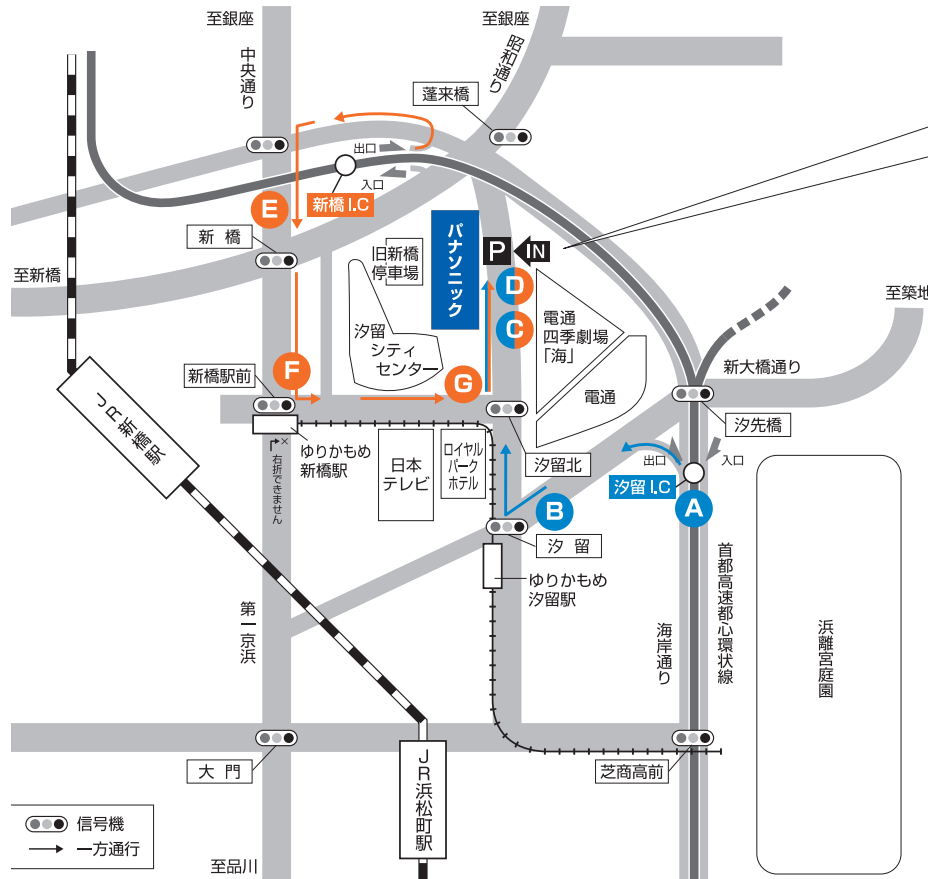 至銀座
至銀座
中央通り
昭和通り
蓬来橋
出口
入口
新橋I.C
E
新橋
至新橋
旧新橋
停車場
パナソニック
P
IN
D
C
汐留
シティ
センター
電通
四季劇場
「海」
電通
至築地
新大橋通り
新橋駅前
F
G
JR新橋駅
ゆりかもめ
新橋駅
×
右折できません
日本
テレビ
ロイヤル
パーク
ホテル
汐留北
汐先橋
出口
入口
汐留I.C
A
B
汐留
ゆりかもめ
汐留駅
第一京浜
海岸通り
首都高速都心環状線
浜離宮庭園
大門
芝商高前
JR浜松町駅
信号機
一方通行
至品川